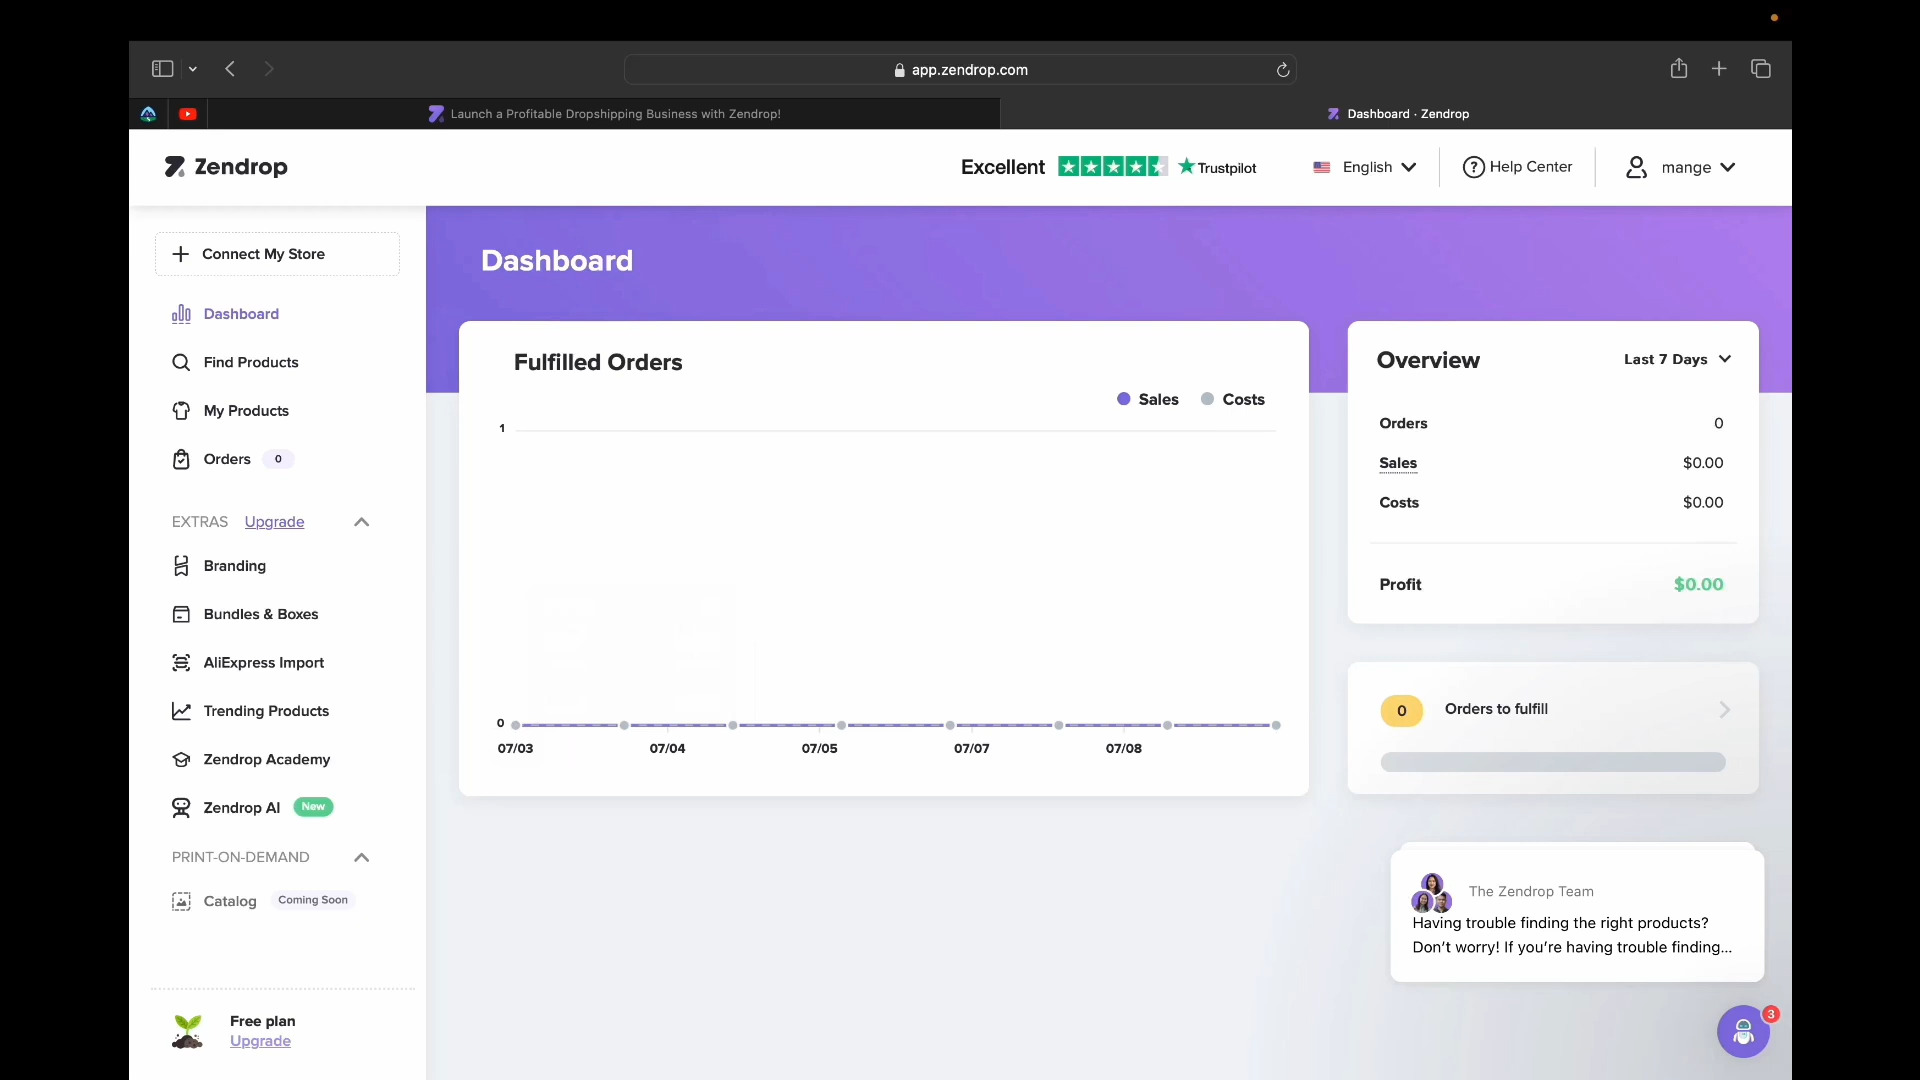 app.zendrop.com
Launch a Profitable Dropshipping Business with Zendrop!
Dashboard · Zendrop
Zendrop
Excellent
Trustpilot
English
Help Center
mange
Connect My Store
Dashboard
Find Products
My Products
Orders 0
EXTRAS Upgrade
Branding
Bundles & Boxes
AliExpress Import
Trending Products
Zendrop Academy
Zendrop AI New
PRINT-ON-DEMAND
Catalog Coming Soon
Free plan
Upgrade
Dashboard
Fulfilled Orders
Sales Costs
1
0
07/03 07/04 07/05 07/07 07/08
Overview Last 7 Days
Orders 0
Sales $0.00
Costs $0.00
Profit $0.00
0 Orders to fulfill
The Zendrop Team
Having trouble finding the right products?
Don't worry! If you're having trouble finding...
3